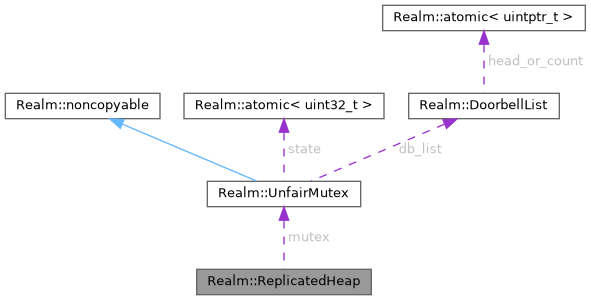 Realm::atomic< uintptr_t >
head_or_count
Realm::noncopyable
Realm::atomic< uint32_t >
Realm::DoorbellList
state
db_list
Realm::UnfairMutex
mutex
Realm::ReplicatedHeap